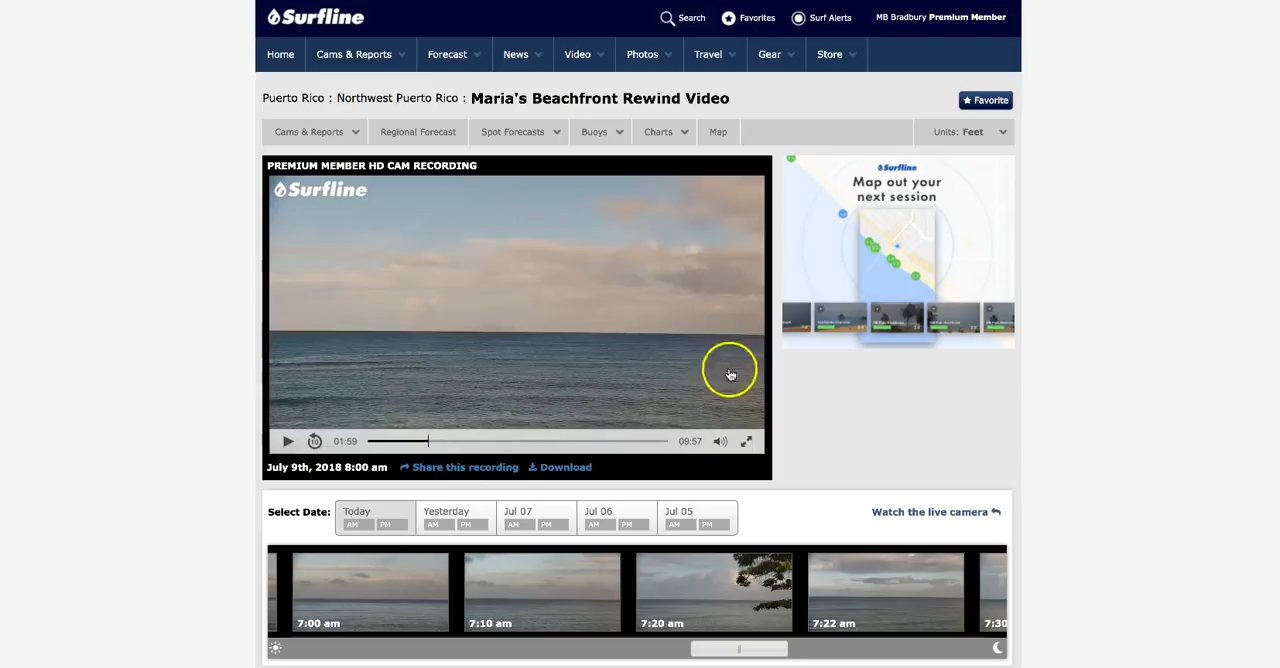 Surfline
Search
Favorites
Surf Alerts
MB Bradbury Premium Member
Home
Cams & Reports
Forecast
News
Video
Photos
Travel
Gear
Store
Puerto Rico : Northwest Puerto Rico : Maria's Beachfront Rewind Video
Favorite
Cams & Reports
Regional Forecast
Spot Forecasts
Buoys
Charts
Map
Units: Feet
PREMIUM MEMBER HD CAM RECORDING
Surfline
Surfline
Map out your
next session
10
01:59
09:57
July 9th, 2018 8:00 am
Share this recording
Download
Select Date:
Today
AM PM
Yesterday
AM PM
Jul 07
AM PM
Jul 06
AM PM
Jul 05
AM PM
Watch the live camera
7:00 am
7:10 am
7:20 am
7:22 am
7:30